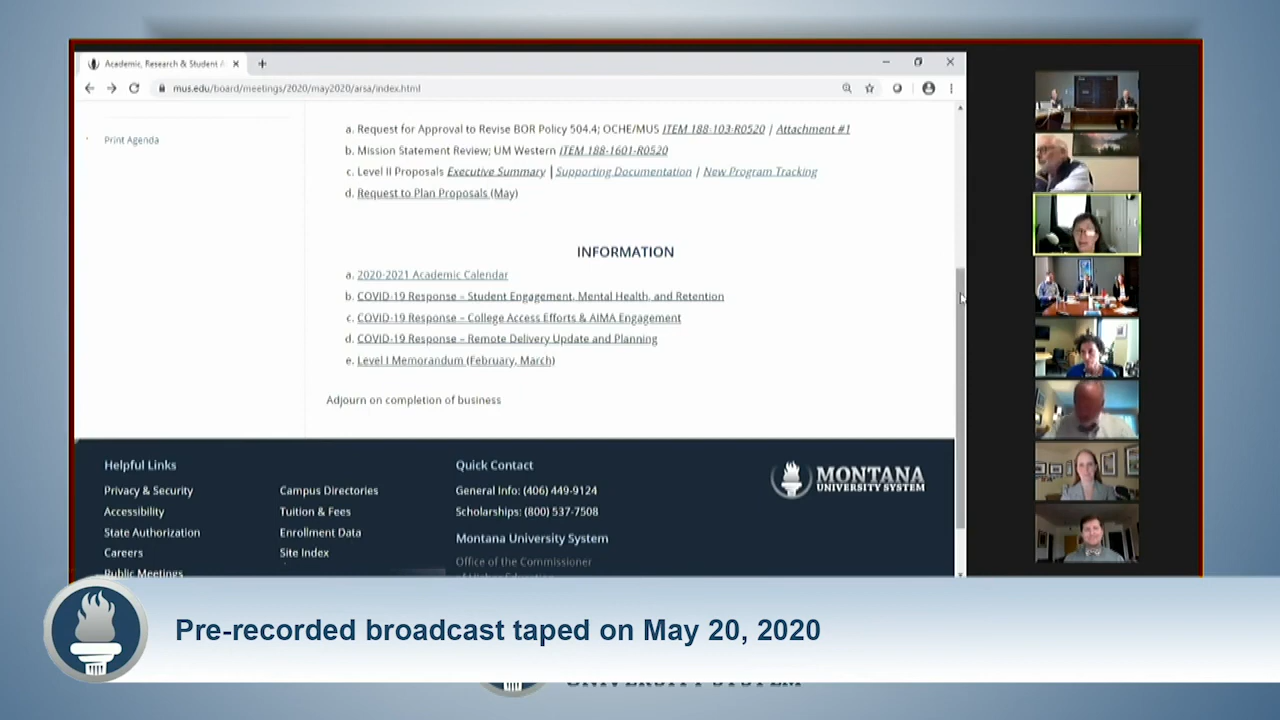 Academic, Research & Student A
mus.edu/board/meetings/2020/may2020/arsa/index.html
Print Agenda
a. Request for Approval to Revise BOR Policy 504.4; OCHE/MUS ITEM 188-103-R0520 | Attachment #1
b. Mission Statement Review; UM Western ITEM 188-1601-R0520
c. Level II Proposals Executive Summary | Supporting Documentation | New Program Tracking
d. Request to Plan Proposals (May)
INFORMATION
a. 2020-2021 Academic Calendar
b. COVID-19 Response – Student Engagement, Mental Health, and Retention
c. COVID-19 Response – College Access Efforts & AIMA Engagement
d. COVID-19 Response – Remote Delivery Update and Planning
e. Level I Memorandum (February, March)
Adjourn on completion of business
Helpful Links
Privacy & Security
Accessibility
State Authorization
Careers
Public Meetings
Campus Directories
Tuition & Fees
Enrollment Data
Site Index
Quick Contact
General Info: (406) 449-9124
Scholarships: (800) 537-7508
Montana University System
Office of the Commissioner
of Higher Education
MONTANA
UNIVERSITY SYSTEM
Pre-recorded broadcast taped on May 20, 2020
UNIVERSITY SYSTEM